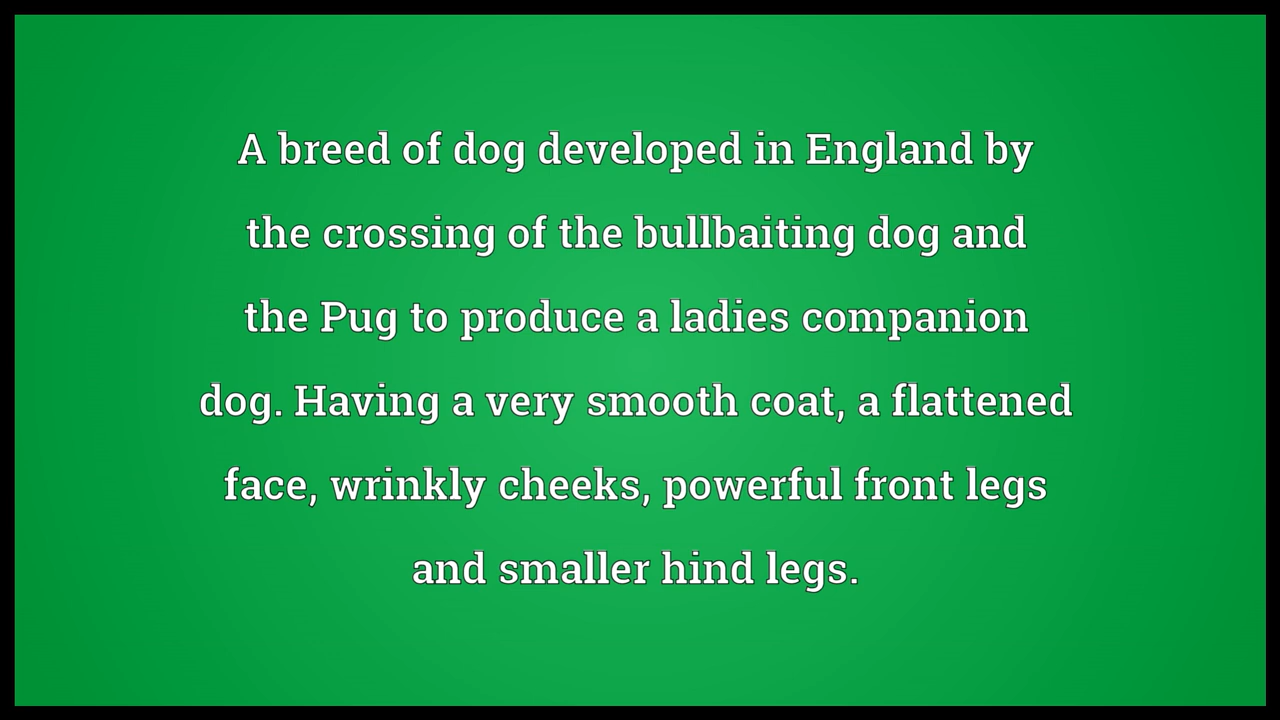 A breed of dog developed in England by
the crossing of the bullbaiting dog and
the Pug to produce a ladies companion
dog. Having a very smooth coat, a flattened
face, wrinkly cheeks, powerful front legs
and smaller hind legs.